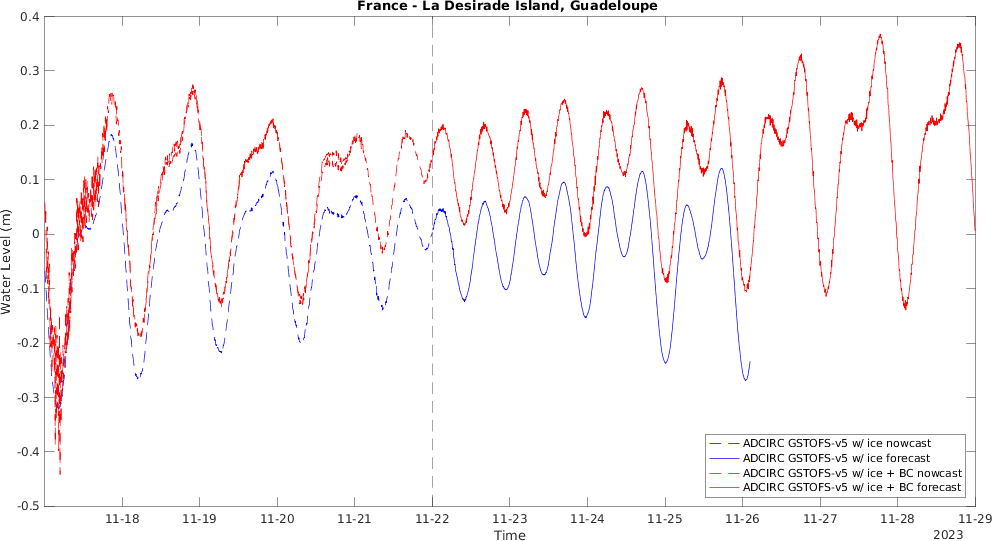 France - La Desirade Island, Guadeloupe
0.4
0.3
0.2
0.1
0
-0.1
-0.2
-0.3
-0.4
-0.5
Water Level (m)
ADCIRC GSTOFS-v5 w/ ice nowcast
ADCIRC GSTOFS-v5 w/ ice forecast
ADCIRC GSTOFS-v5 w/ ice + BC nowcast
ADCIRC GSTOFS-v5 w/ ice + BC forecast
11-18 11-19 11-20 11-21 11-22 11-23 11-24 11-25 11-26 11-27 11-28 11-29
Time
2023